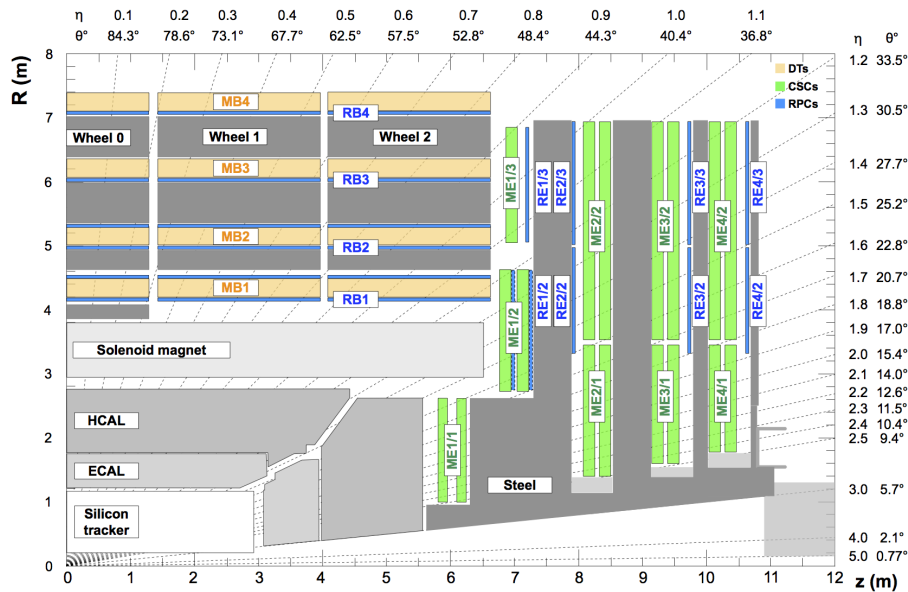 η 0.1 0.2 0.3 0.4 0.5 0.6 0.7 0.8 0.9 1.0 1.1
θ° 84.3° 78.6° 73.1° 67.7° 62.5° 57.5° 52.8° 48.4° 44.3° 40.4° 36.8° η θ°
R (m)
8
7
6
5
4
3
2
1
0
1.2 33.5°
1.3 30.5°
1.4 27.7°
1.5 25.2°
1.6 22.8°
1.7 20.7°
1.8 18.8°
1.9 17.0°
2.0 15.4°
2.1 14.0°
2.2 12.6°
2.3 11.5°
2.4 10.4°
2.5 9.4°
3.0 5.7°
4.0 2.1°
5.0 0.77°
DTs
CSCs
RPCs
MB4
RB4
Wheel 0 Wheel 1 Wheel 2
MB3
RB3
MB2
RB2
MB1
RB1
Solenoid magnet
HCAL
ECAL
Silicon
tracker
Steel
ME1/3
RE1/3
RE2/3
ME2/2
ME3/2
RE3/3
ME4/2
RE4/3
ME1/2
RE1/2
RE2/2
RE3/2
RE4/2
ME1/1
ME2/1
ME3/1
ME4/1
0 1 2 3 4 5 6 7 8 9 10 11 12
z (m)